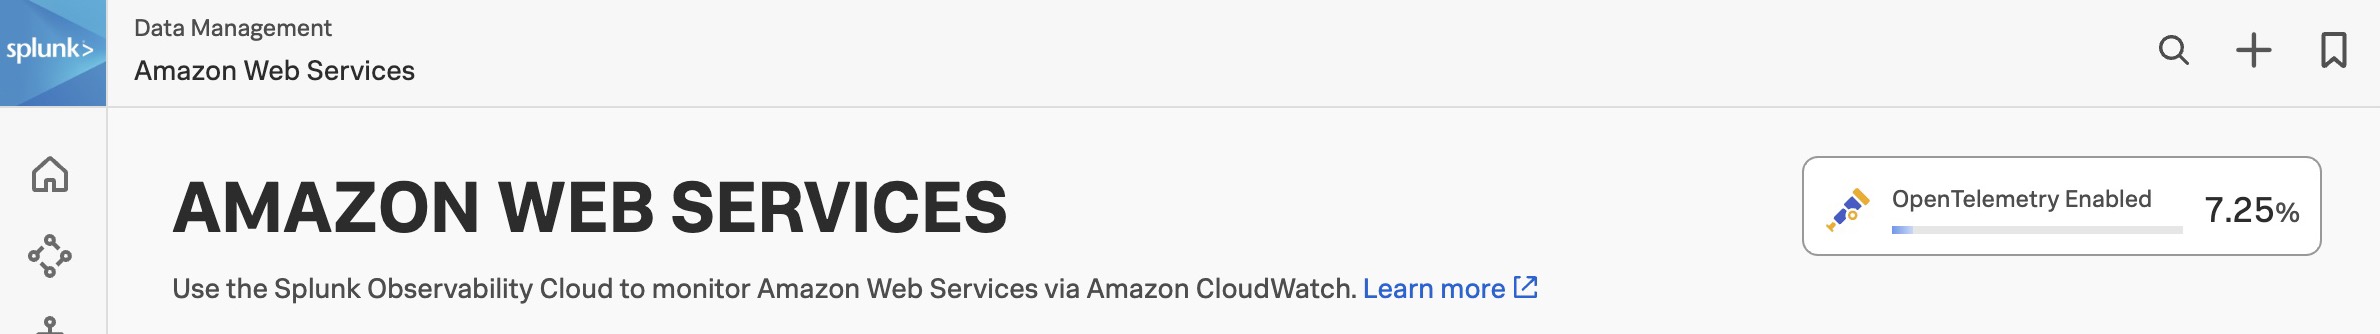 splunk>
Data Management
Amazon Web Services
AMAZON WEB SERVICES
Use the Splunk Observability Cloud to monitor Amazon Web Services via Amazon CloudWatch. Learn more
OpenTelemetry Enabled
7.25%